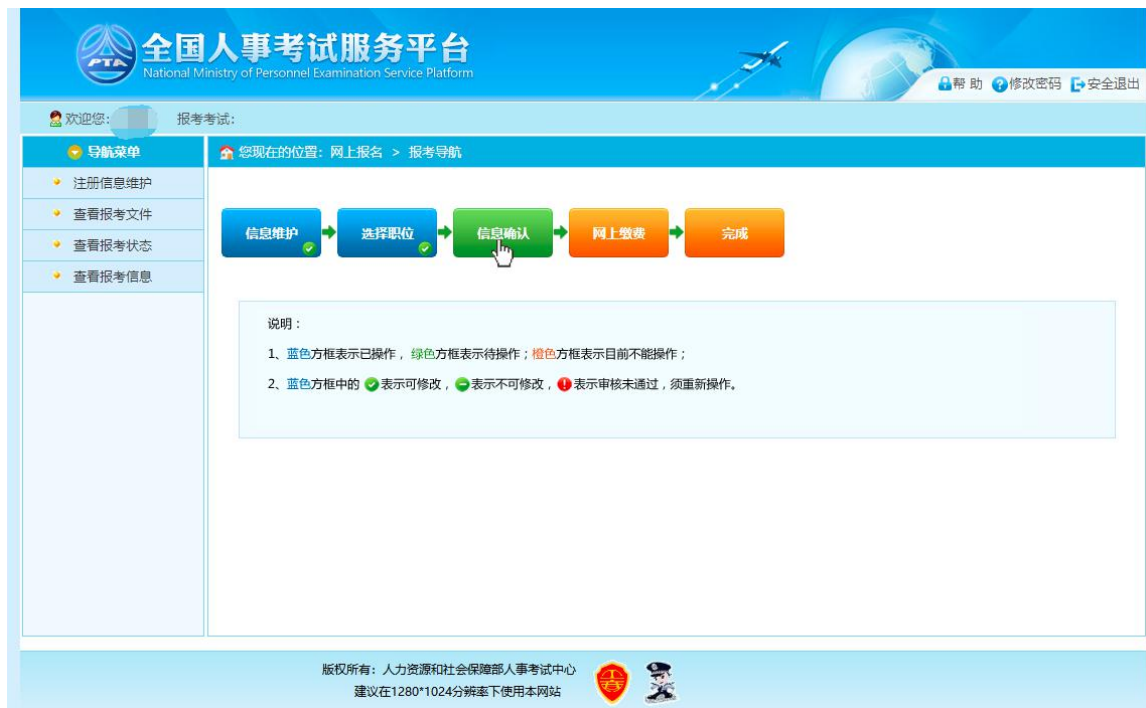 全国人事考试服务平台
PTA
National Ministry of Personnel Examination Service Platform
帮 助 修改密码 安全退出
欢迎您: 报考考试:
导航菜单
您现在的位置: 网上报名 > 报考导航
注册信息维护
查看报考文件
查看报考状态
查看报考信息
信息维护 选择职位 信息确认 网上缴费 完成
说明：
1、蓝色方框表示已操作，绿色方框表示待操作；橙色方框表示目前不能操作；
2、蓝色方框中的 表示可修改， 表示不可修改， 表示审核未通过，须重新操作。
版权所有: 人力资源和社会保障部人事考试中心
建议在1280*1024分辨率下使用本网站